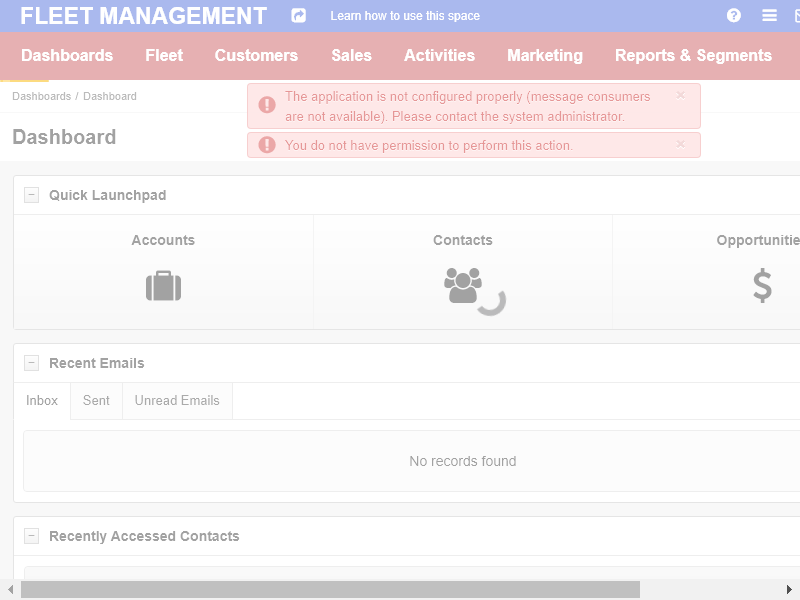 FLEET MANAGEMENT
Learn how to use this space
Dashboards Fleet Customers Sales Activities Marketing Reports & Segments
Dashboards / Dashboard
The application is not configured properly (message consumers
are not available). Please contact the system administrator.
You do not have permission to perform this action.
Dashboard
Quick Launchpad
Accounts Contacts Opportunitie
Recent Emails
Inbox Sent Unread Emails
No records found
Recently Accessed Contacts